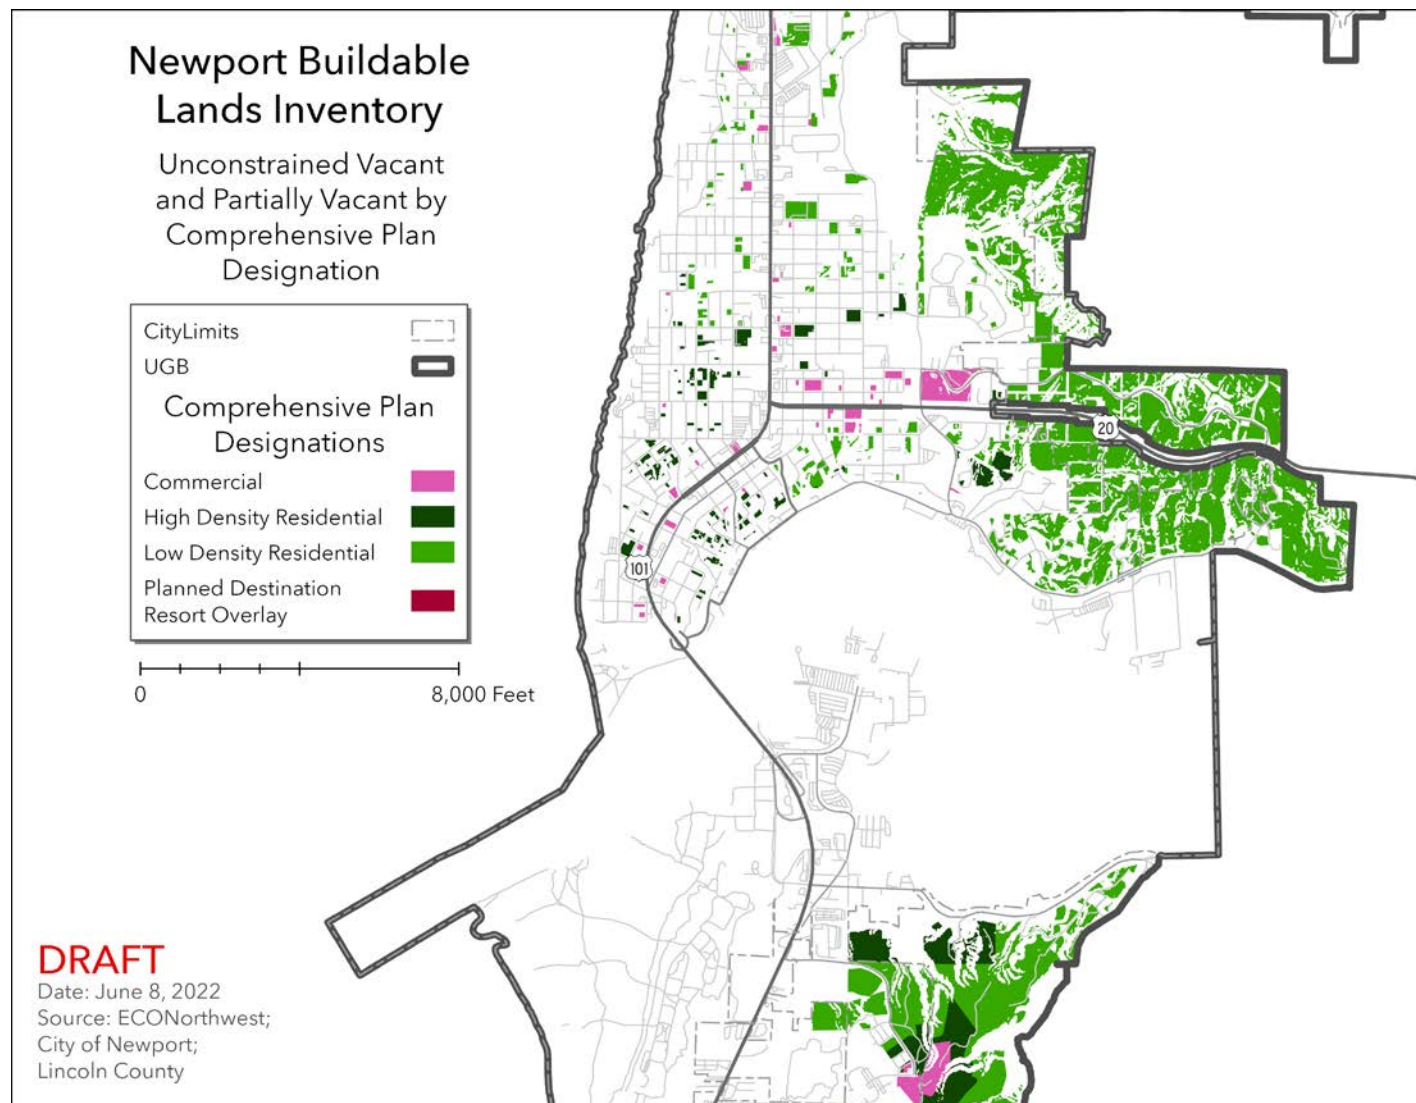 Newport Buildable
Lands Inventory
Unconstrained Vacant
and Partially Vacant by
Comprehensive Plan
Designation
CityLimits
UGB
Comprehensive Plan
Designations
Commercial
High Density Residential
Low Density Residential
Planned Destination
Resort Overlay
0
8,000 Feet
20
101
DRAFT
Date: June 8, 2022
Source: ECONorthwest;
City of Newport;
Lincoln County